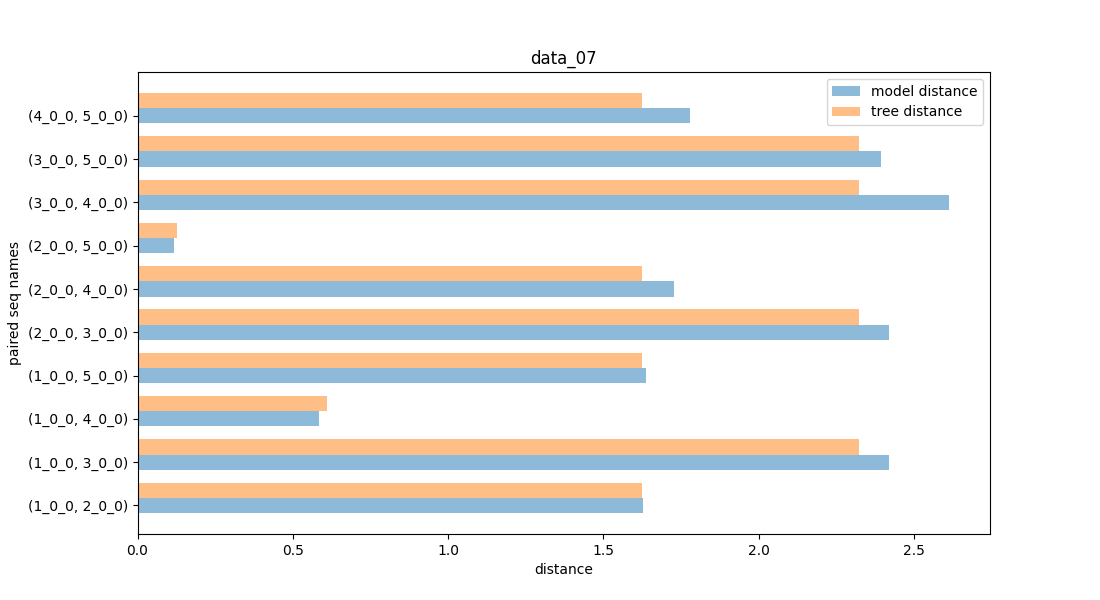 data_07
model distance
tree distance
(4_0_0, 5_0_0)
(3_0_0, 5_0_0)
(3_0_0, 4_0_0)
(2_0_0, 5_0_0)
(2_0_0, 4_0_0)
(2_0_0, 3_0_0)
(1_0_0, 5_0_0)
(1_0_0, 4_0_0)
(1_0_0, 3_0_0)
(1_0_0, 2_0_0)
paired seq names
0.0 0.5 1.0 1.5 2.0 2.5
distance